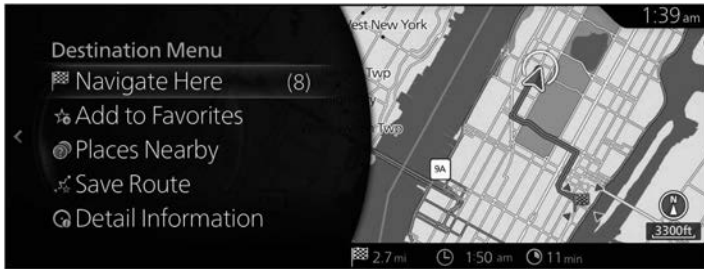 1:39 am
Destination Menu
Navigate Here (8)
Add to Favorites
Places Nearby
Save Route
Detail Information
West New York
Twp
Twp
9A
N
3300ft
2.7 mi 1:50 am 11 min